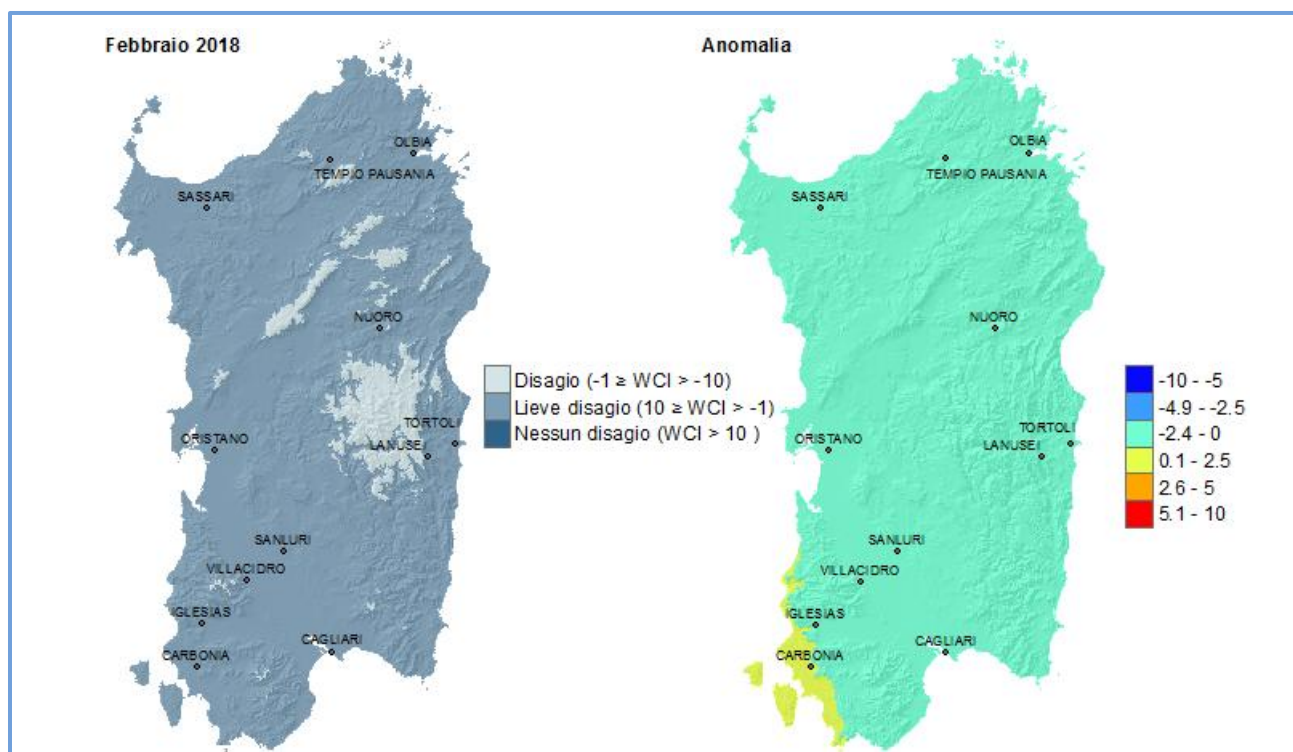 Febbraio 2018
OLBIA
TEMPIO PAUSANIA
SASSARI
NUORO
TORTOLI
ORISTANO
LANUSEI
SANLURI
VILLACIDRO
IGLESIAS
CAGLIARI
CARBONIA
Disagio (-1 ≥ WCI > -10)
Lieve disagio (10 ≥ WCI > -1)
Nessun disagio (WCI > 10 )
Anomalia
OLBIA
TEMPIO PAUSANIA
SASSARI
NUORO
TORTOLI
ORISTANO
LANUSEI
SANLURI
VILLACIDRO
IGLESIAS
CAGLIARI
CARBONIA
-10 - -5
-4.9 - -2.5
-2.4 - 0
0.1 - 2.5
2.6 - 5
5.1 - 10